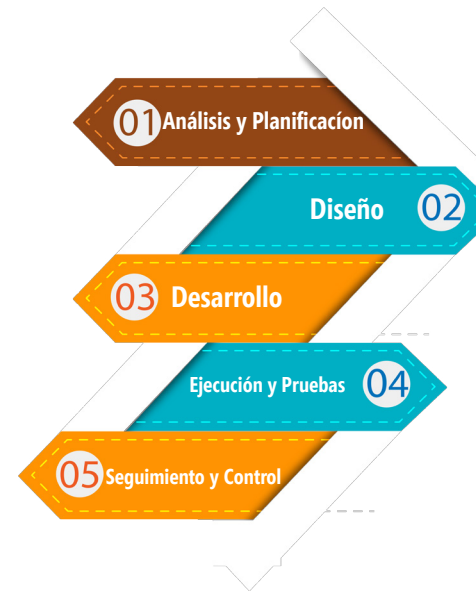 01 Análisis y Planificacíon
Diseño 02
03 Desarrollo
Ejecución y Pruebas 04
05 Seguimiento y Control